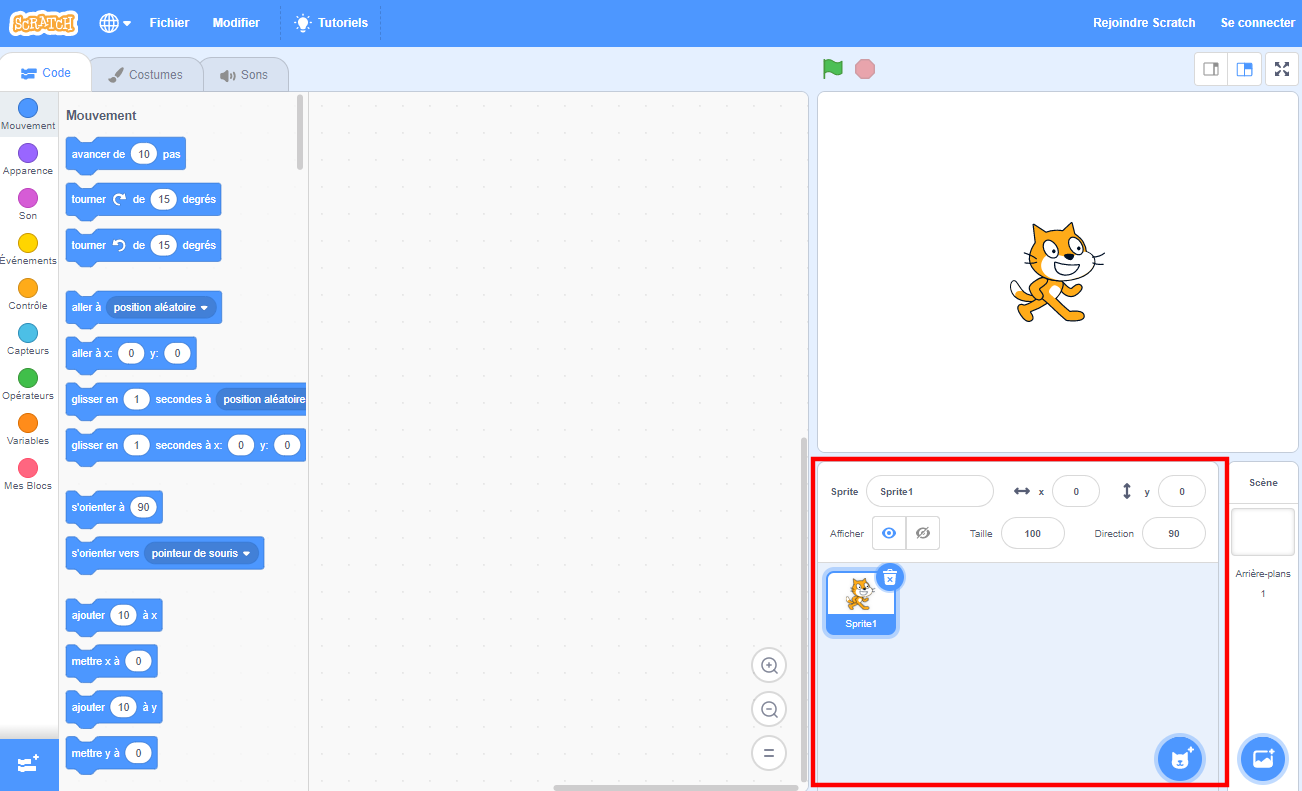 SCRATCH Fichier Modifier Tutoriels Rejoindre Scratch Se connecter
Code Costumes Sons
Mouvement
Apparence
Son
Événements
Contrôle
Capteurs
Opérateurs
Variables
Mes Blocs
Mouvement
avancer de 10 pas
tourner de 15 degrés
tourner de 15 degrés
aller à position aléatoire
aller à x: 0 y: 0
glisser en 1 secondes à position aléatoire
glisser en 1 secondes à x: 0 y: 0
s'orienter à 90
s'orienter vers pointeur de souris
ajouter 10 à x
mettre x à 0
ajouter 10 à y
mettre y à 0
Sprite Sprite1 x 0 y 0
Afficher Taille 100 Direction 90
Sprite1
Scène
Arrière-plans
1